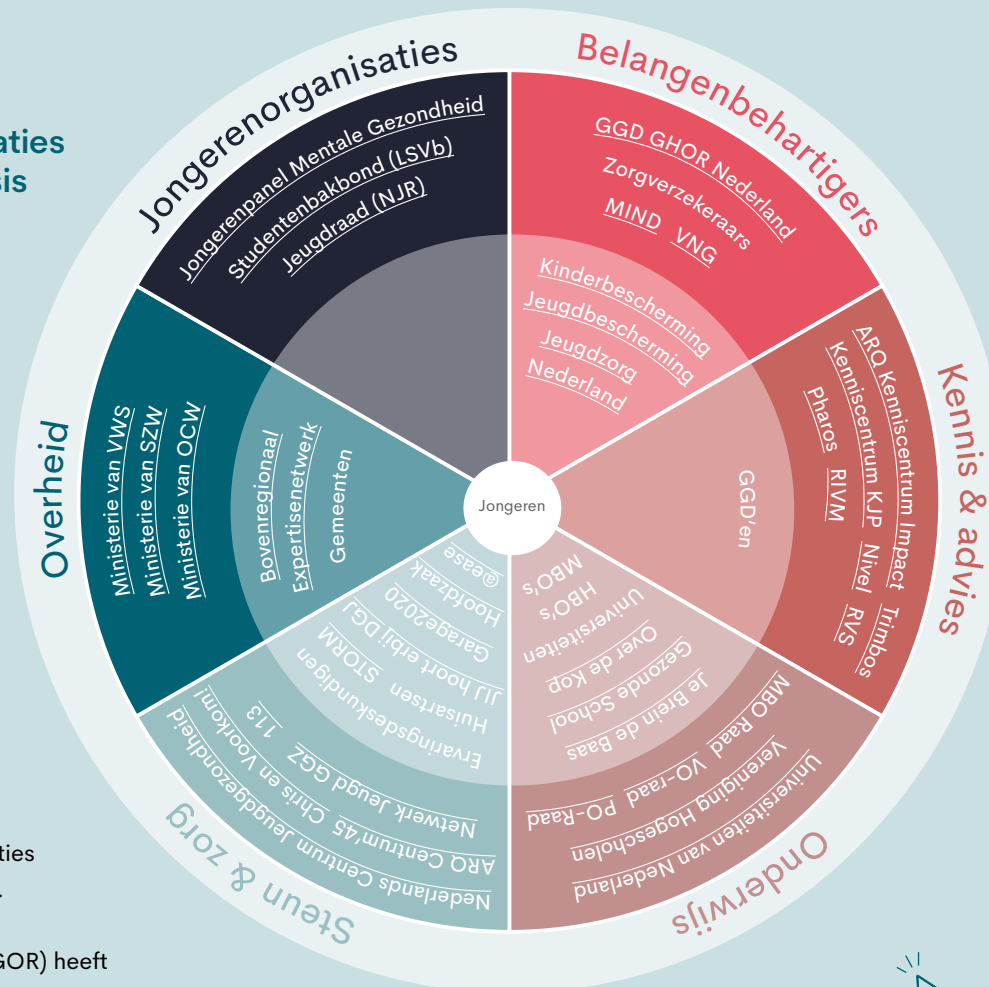 aties
sis
Jongerenorganisaties
Jongerenpanel Mentale Gezondheid
Studentenbakbond (LSVb)
Jeugdraad (NJR)
Belangenbehartigers
GGD GHOR Nederland
Zorgverzekeraars
MIND VNG
Kinderbescherming
Jeugdbescherming
Jeugdzorg
Nederland
Kennis & advies
ARQ Kenniscentrum Impact Trimbos
Kenniscentrum KJP Nivel RVS
Pharos RIVM
GGD'en
Onderwijs
MBO's
HBO's
Universiteiten
Over de Kop
Gezonde School
Je Brein de Baas
PO-Raad VO-raad MBO Raad
Vereniging Hogescholen
Universiteiten van Nederland
Steun & zorg
@ease
Hoofdzaak
Garage2020
JIJ hoort erbij DGJ
Huisartsen STORM
Ervaringsdeskundigen
Netwerk Jeugd GGZ 113
ARQ Centrum'45 Chris en Voorkom!
Nederlands Centrum Jeugdgezondheid
Overheid
Ministerie van VWS
Ministerie van SZW
Ministerie van OCW
Bovenregionaal
Expertisenetwerk
Gemeenten
Jongeren
ties
GOR) heeft